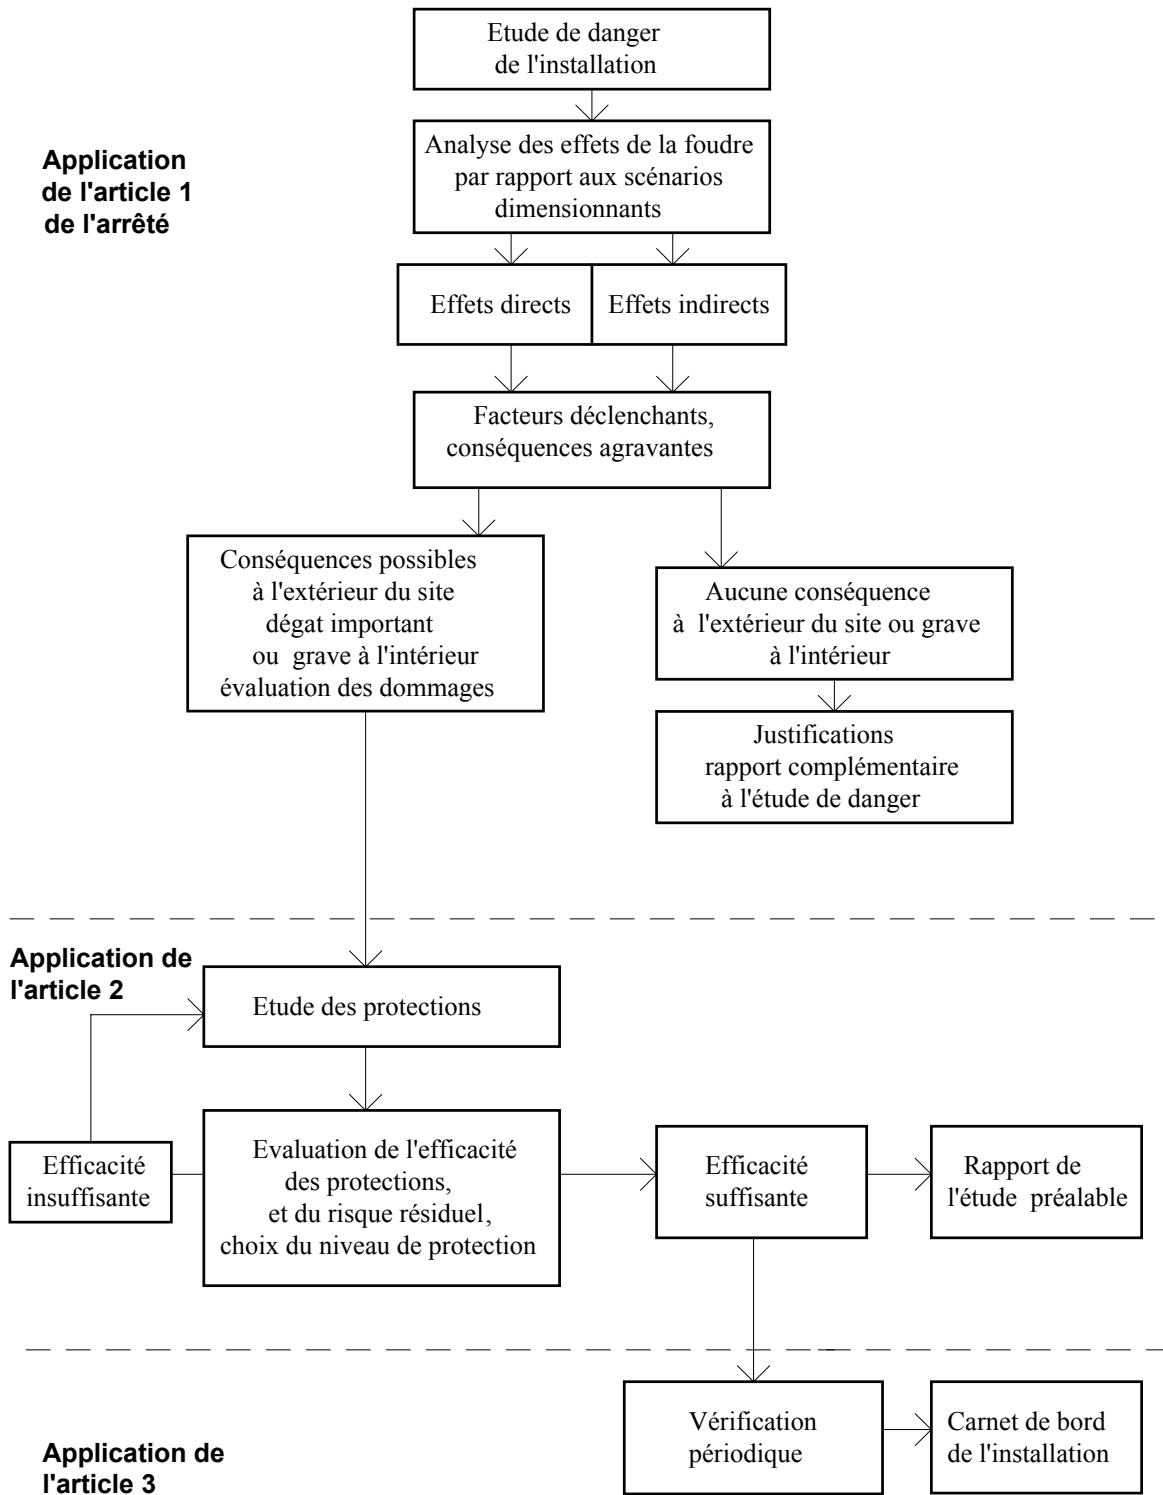 Etude de danger
de l'installation
Application
de l'article 1
de l'arrêté
Analyse des effets de la foudre
par rapport aux scénarios
dimensionnants
Effets directs
Effets indirects
Facteurs déclenchants,
conséquences agravantes
Conséquences possibles
à l'extérieur du site
dégat important
ou grave à l'intérieur
évaluation des dommages
Aucune conséquence
à l'extérieur du site ou grave
à l'intérieur
Justifications
rapport complémentaire
à l'étude de danger
Application de
l'article 2
Etude des protections
Efficacité
insuffisante
Evaluation de l'efficacité
des protections,
et du risque résiduel,
choix du niveau de protection
Efficacité
suffisante
Rapport de
l'étude préalable
Application de
l'article 3
Vérification
périodique
Carnet de bord
de l'installation